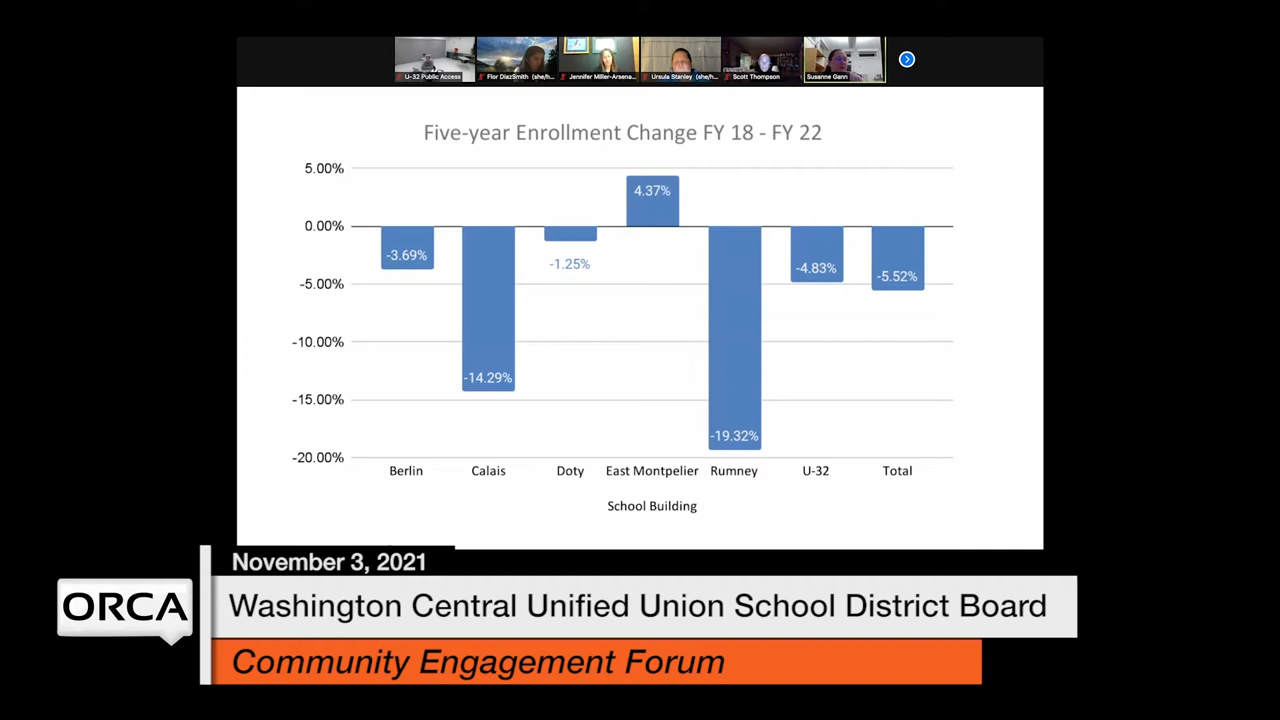 U-32 Public Access
Flor DiazSmith (she/h...
Jennifer Miller-Arsena...
Ursula Stanley (she/h...
Scott Thompson
Susanne Gann
Five-year Enrollment Change FY 18 - FY 22
5.00%
0.00%
-5.00%
-10.00%
-15.00%
-20.00%
-3.69%
-14.29%
-1.25%
4.37%
-19.32%
-4.83%
-5.52%
Berlin
Calais
Doty
East Montpelier
Rumney
U-32
Total
School Building
November 3, 2021
ORCA
Washington Central Unified Union School District Board
Community Engagement Forum